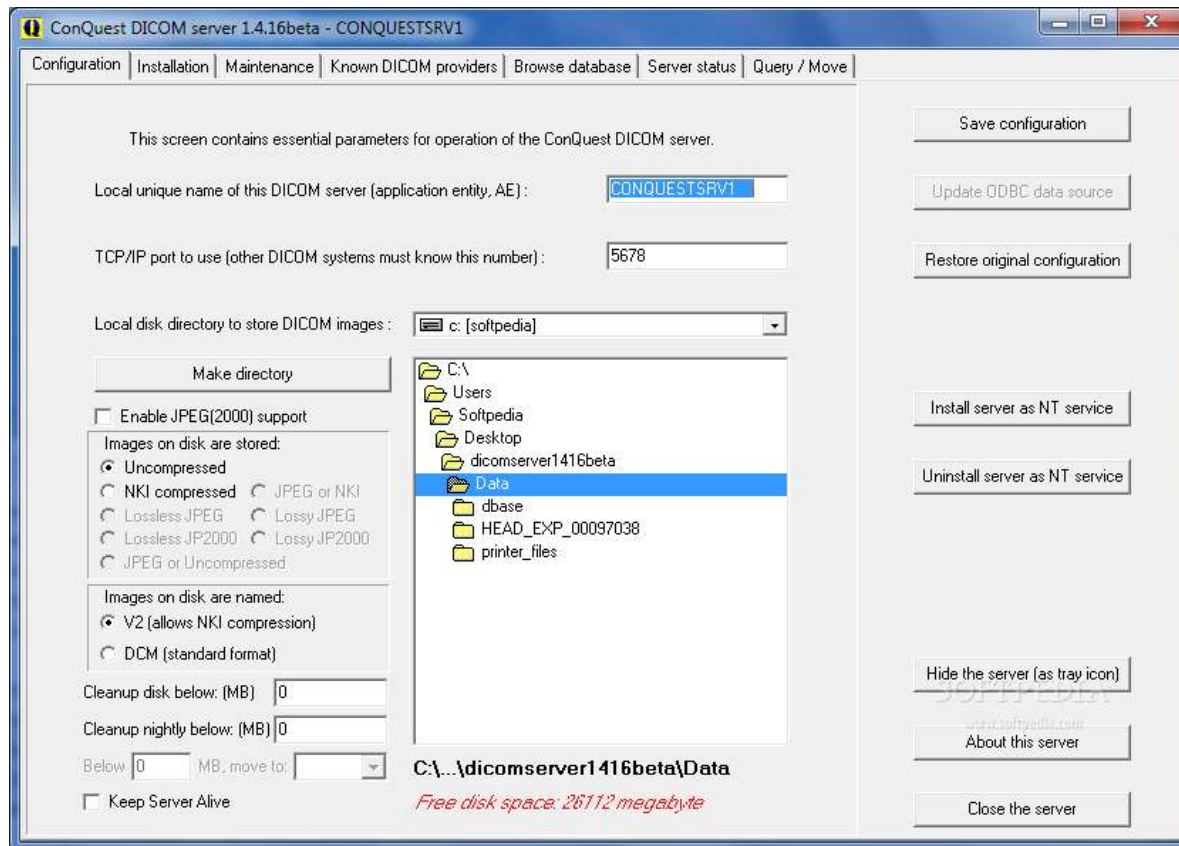 ConQuest DICOM server 1.4.16beta - CONQUESTSRV1
Configuration Installation Maintenance Known DICOM providers Browse database Server status Query / Move
This screen contains essential parameters for operation of the ConQuest DICOM server.
Local unique name of this DICOM server (application entity, AE) : CONQUESTSRV1
TCP/IP port to use (other DICOM systems must know this number) : 5678
Local disk directory to store DICOM images : c: [softpedia]
Make directory
Enable JPEG(2000) support
Images on disk are stored:
Uncompressed
NKI compressed JPEG or NKI
Lossless JPEG Lossy JPEG
Lossless JP2000 Lossy JP2000
JPEG or Uncompressed
Images on disk are named:
V2 (allows NKI compression)
DCM (standard format)
Cleanup disk below: (MB) 0
Cleanup nightly below: (MB) 0
Below 0 MB, move to:
Keep Server Alive
C:\
Users
Softpedia
Desktop
dicomserver1416beta
Data
dbase
HEAD_EXP_00097038
printer_files
C:\...\dicomserver1416beta\Data
Free disk space: 26112 megabyte
Save configuration
Update ODBC data source
Restore original configuration
Install server as NT service
Uninstall server as NT service
Hide the server (as tray icon)
SOFTPEDIA
www.softpedia.com
About this server
Close the server